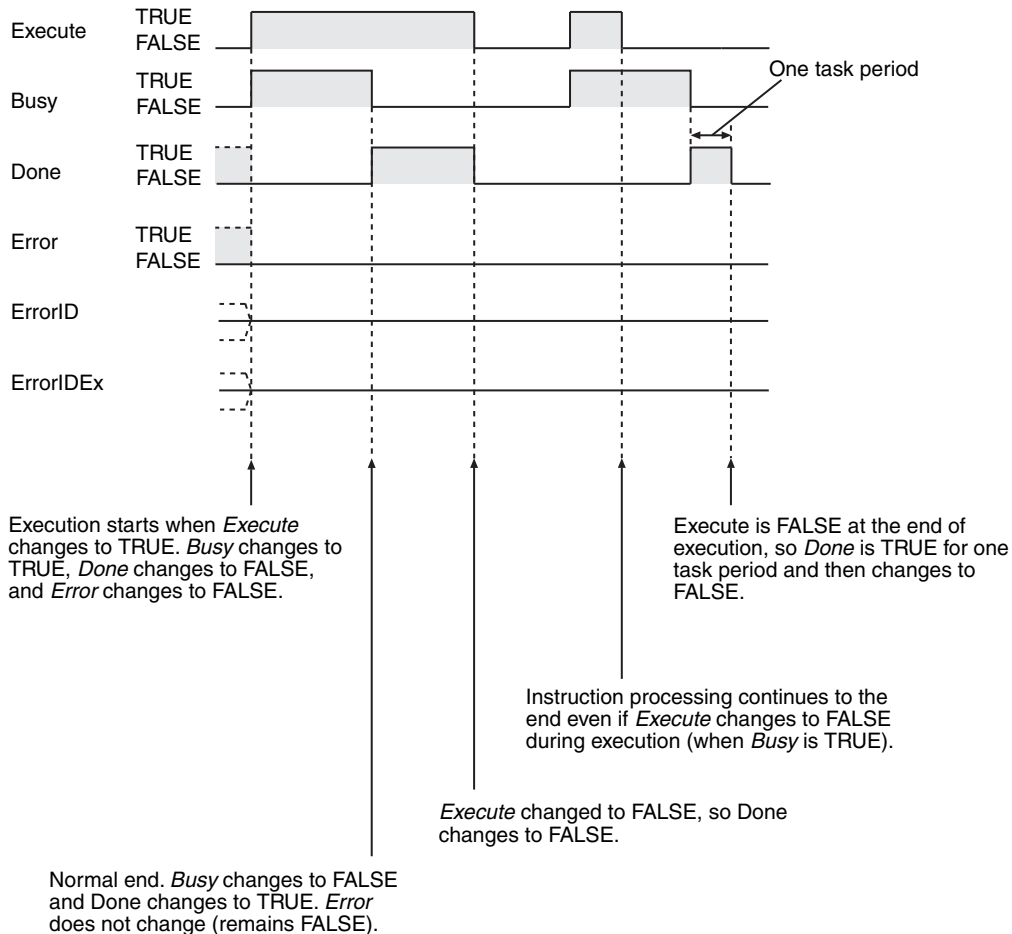 Execute
TRUE
FALSE
Busy
TRUE
FALSE
One task period
Done
TRUE
FALSE
Error
TRUE
FALSE
ErrorID
ErrorIDEx
Execution starts when Execute
changes to TRUE. Busy changes to
TRUE, Done changes to FALSE,
and Error changes to FALSE.
Execute is FALSE at the end of
execution, so Done is TRUE for one
task period and then changes to
FALSE.
Instruction processing continues to the
end even if Execute changes to FALSE
during execution (when Busy is TRUE).
Execute changed to FALSE, so Done
changes to FALSE.
Normal end. Busy changes to FALSE
and Done changes to TRUE. Error
does not change (remains FALSE).